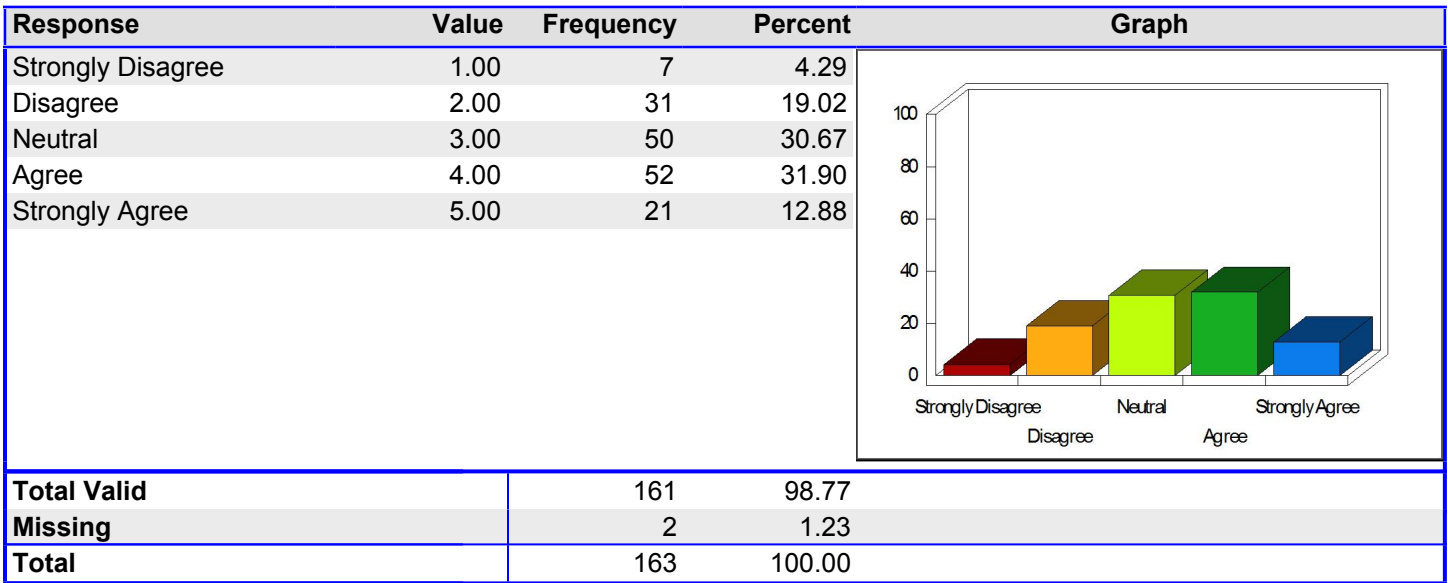 Response Value Frequency Percent Graph
Strongly Disagree 1.00 7 4.29
Disagree 2.00 31 19.02
Neutral 3.00 50 30.67
Agree 4.00 52 31.90
Strongly Agree 5.00 21 12.88
100
80
60
40
20
0
Strongly Disagree Neutral Strongly Agree
Disagree Agree
Total Valid 161 98.77
Missing 2 1.23
Total 163 100.00